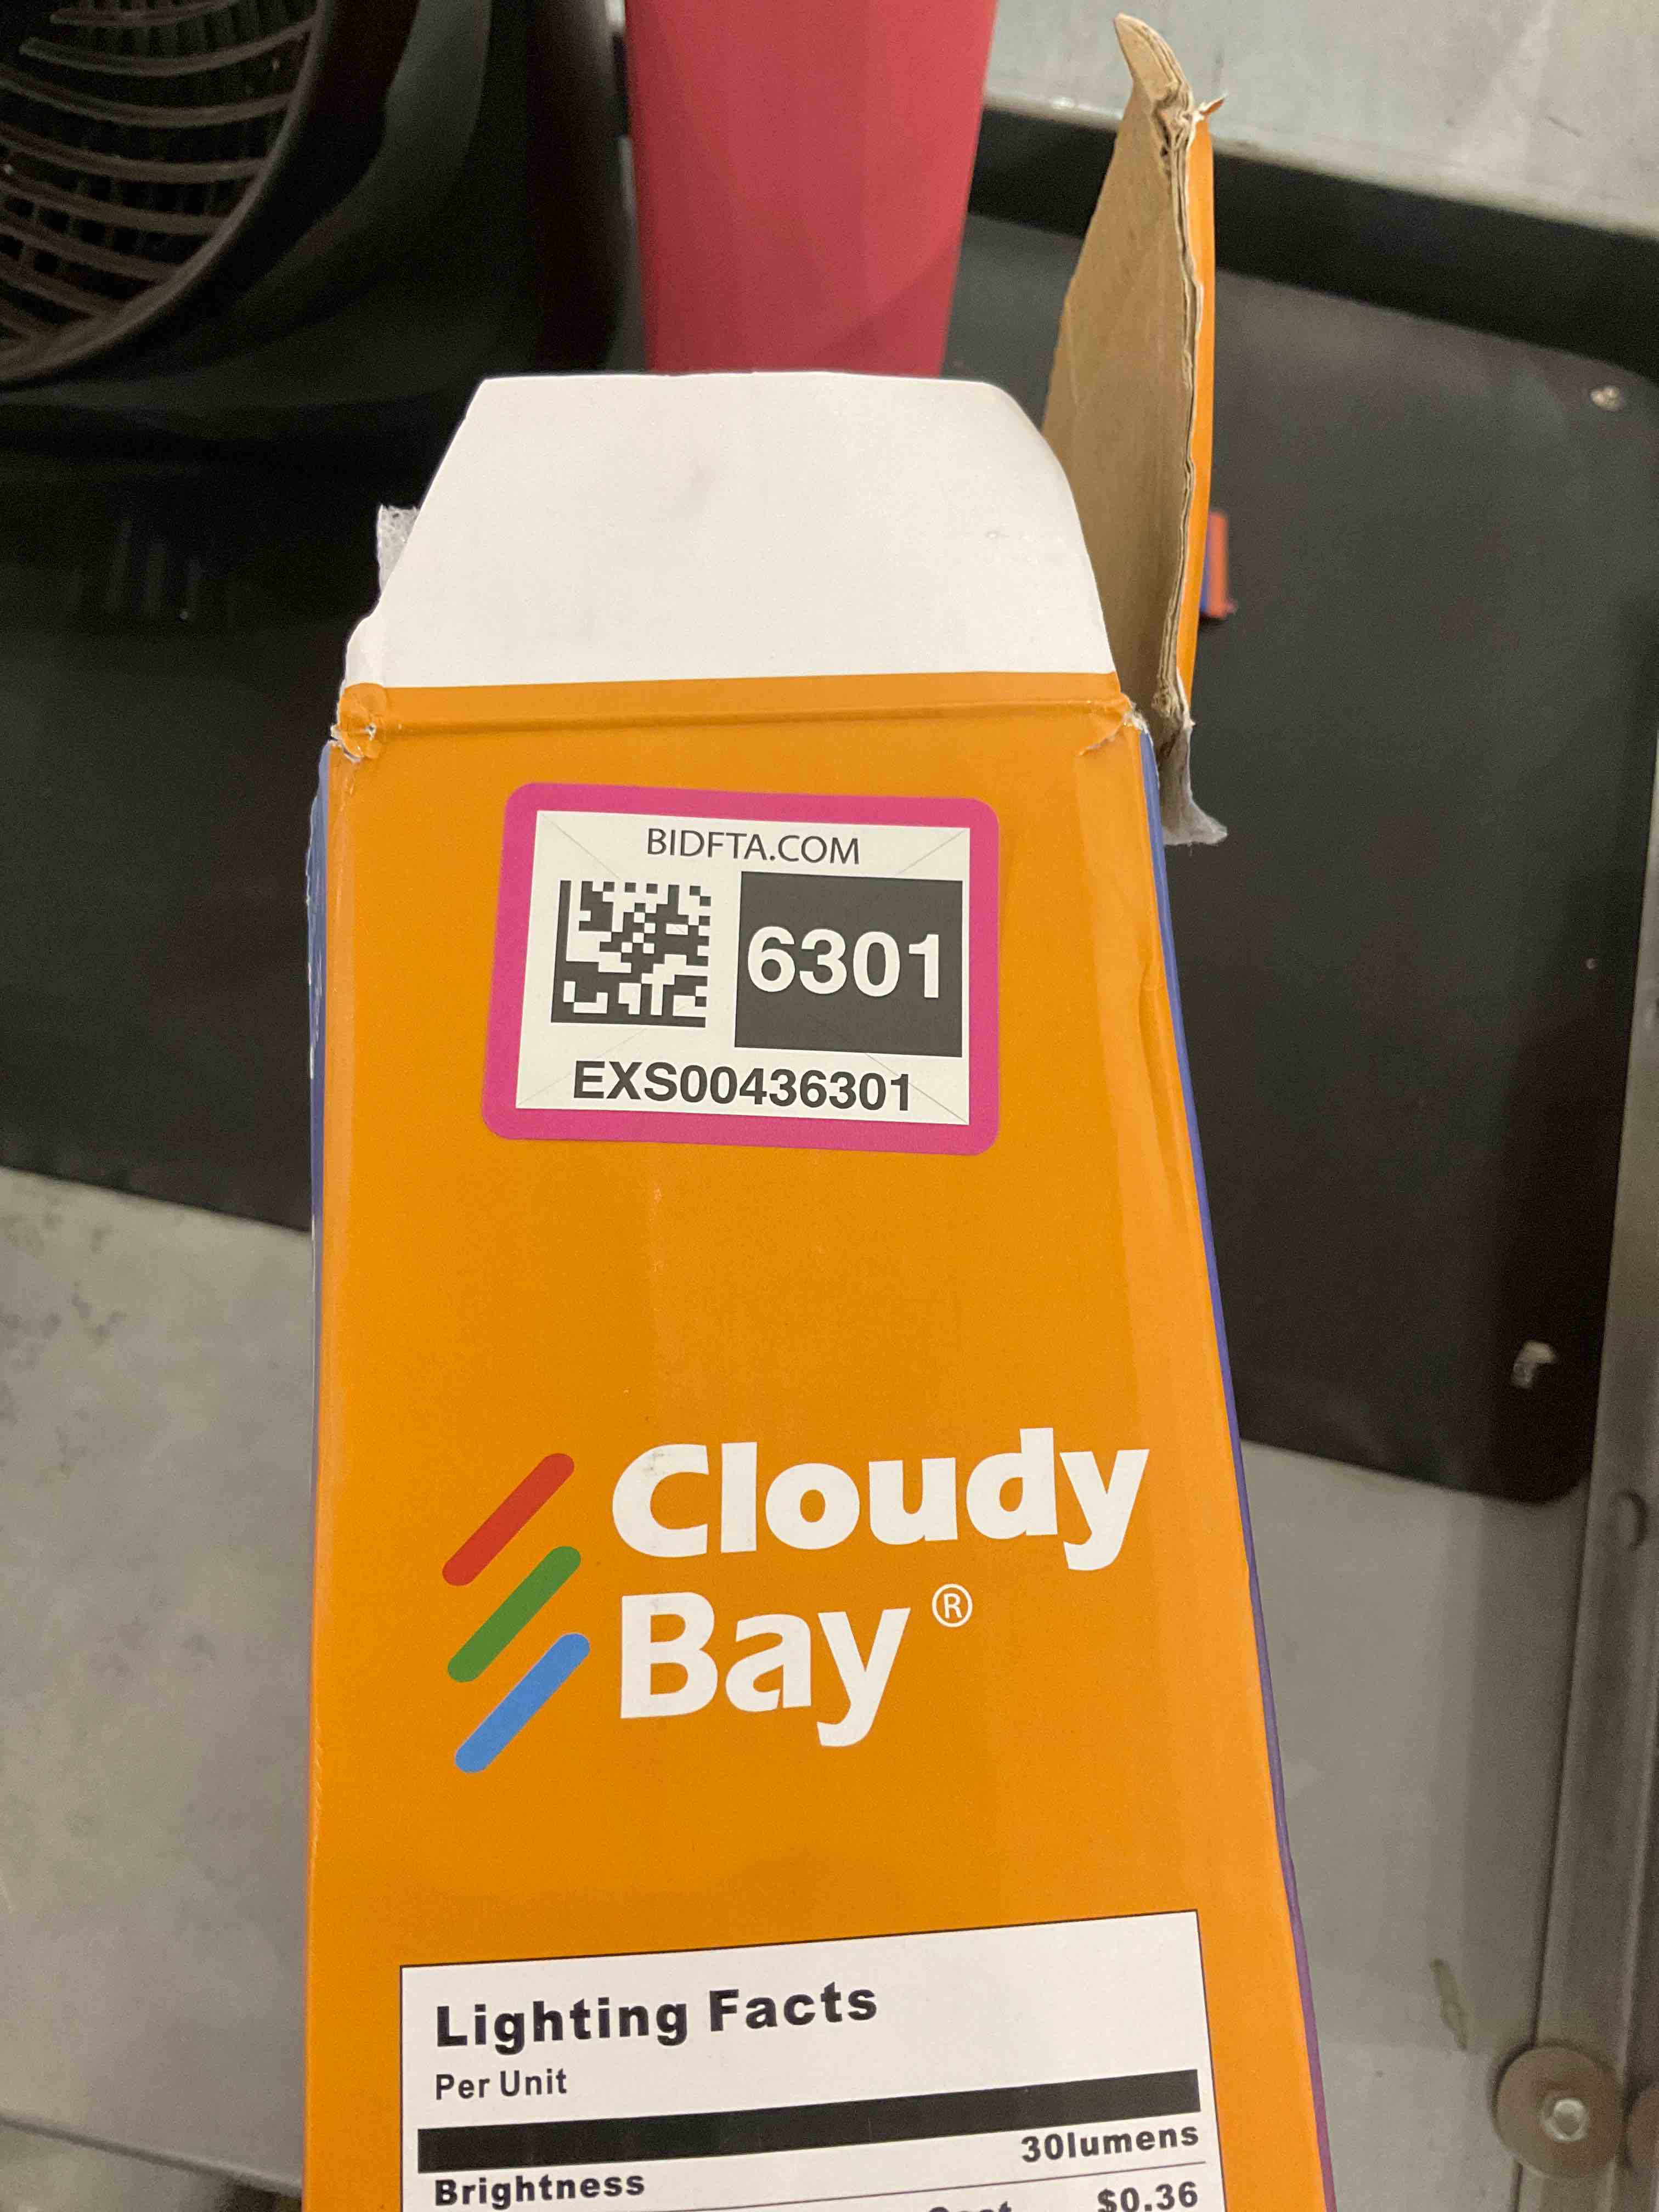 BIDFTA.COM
6301
EXS00436301
Cloudy
Bay®
Lighting Facts
Per Unit
Brightness 30lumens
$0.36